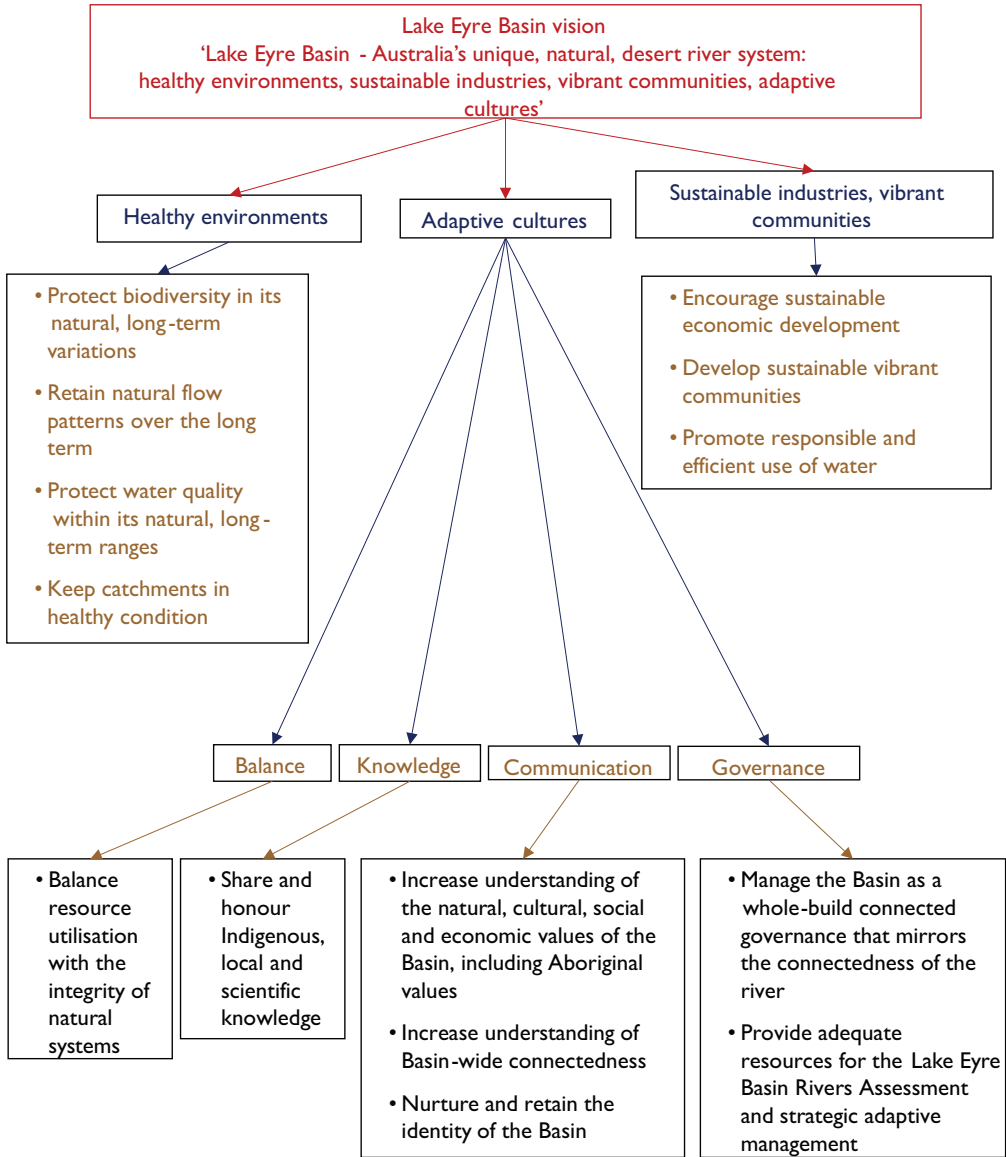 Lake Eyre Basin vision
‘Lake Eyre Basin - Australia’s unique, natural, desert river system:
healthy environments, sustainable industries, vibrant communities, adaptive
cultures’
Healthy environments
Adaptive cultures
Sustainable industries, vibrant
communities
• Protect biodiversity in its
natural, long-term
variations
• Retain natural flow
patterns over the long
term
• Protect water quality
within its natural, long-
term ranges
• Keep catchments in
healthy condition
• Encourage sustainable
economic development
• Develop sustainable vibrant
communities
• Promote responsible and
efficient use of water
Balance
Knowledge
Communication
Governance
• Balance
resource
utilisation
with the
integrity of
natural
systems
• Share and
honour
Indigenous,
local and
scientific
knowledge
• Increase understanding of
the natural, cultural, social
and economic values of the
Basin, including Aboriginal
values
• Increase understanding of
Basin-wide connectedness
• Nurture and retain the
identity of the Basin
• Manage the Basin as a
whole-build connected
governance that mirrors
the connectedness of the
river
• Provide adequate
resources for the Lake Eyre
Basin Rivers Assessment
and strategic adaptive
management